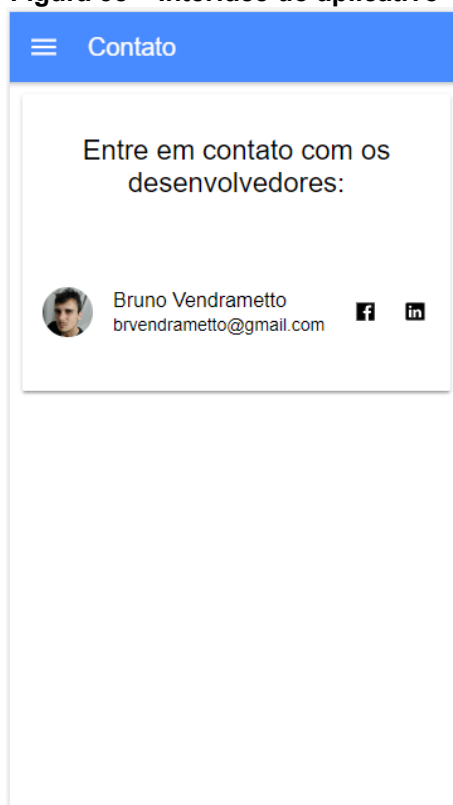 Contato
Entre em contato com os
desenvolvedores:
Bruno Vendrametto
brvendrametto@gmail.com